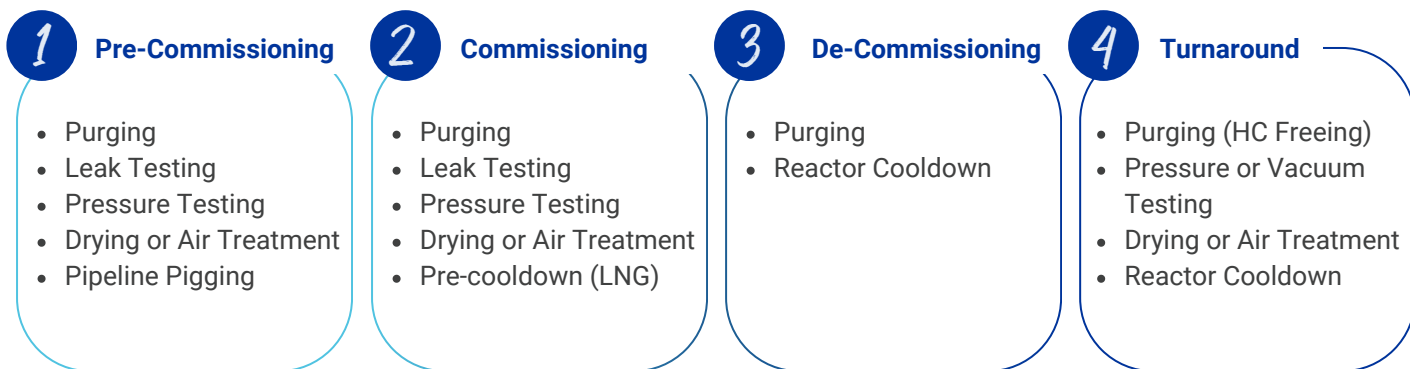 1 Pre-Commissioning
• Purging
• Leak Testing
• Pressure Testing
• Drying or Air Treatment
• Pipeline Pigging
2 Commissioning
• Purging
• Leak Testing
• Pressure Testing
• Drying or Air Treatment
• Pre-cooldown (LNG)
3 De-Commissioning
• Purging
• Reactor Cooldown
4 Turnaround
• Purging (HC Freeing)
• Pressure or Vacuum
Testing
• Drying or Air Treatment
• Reactor Cooldown